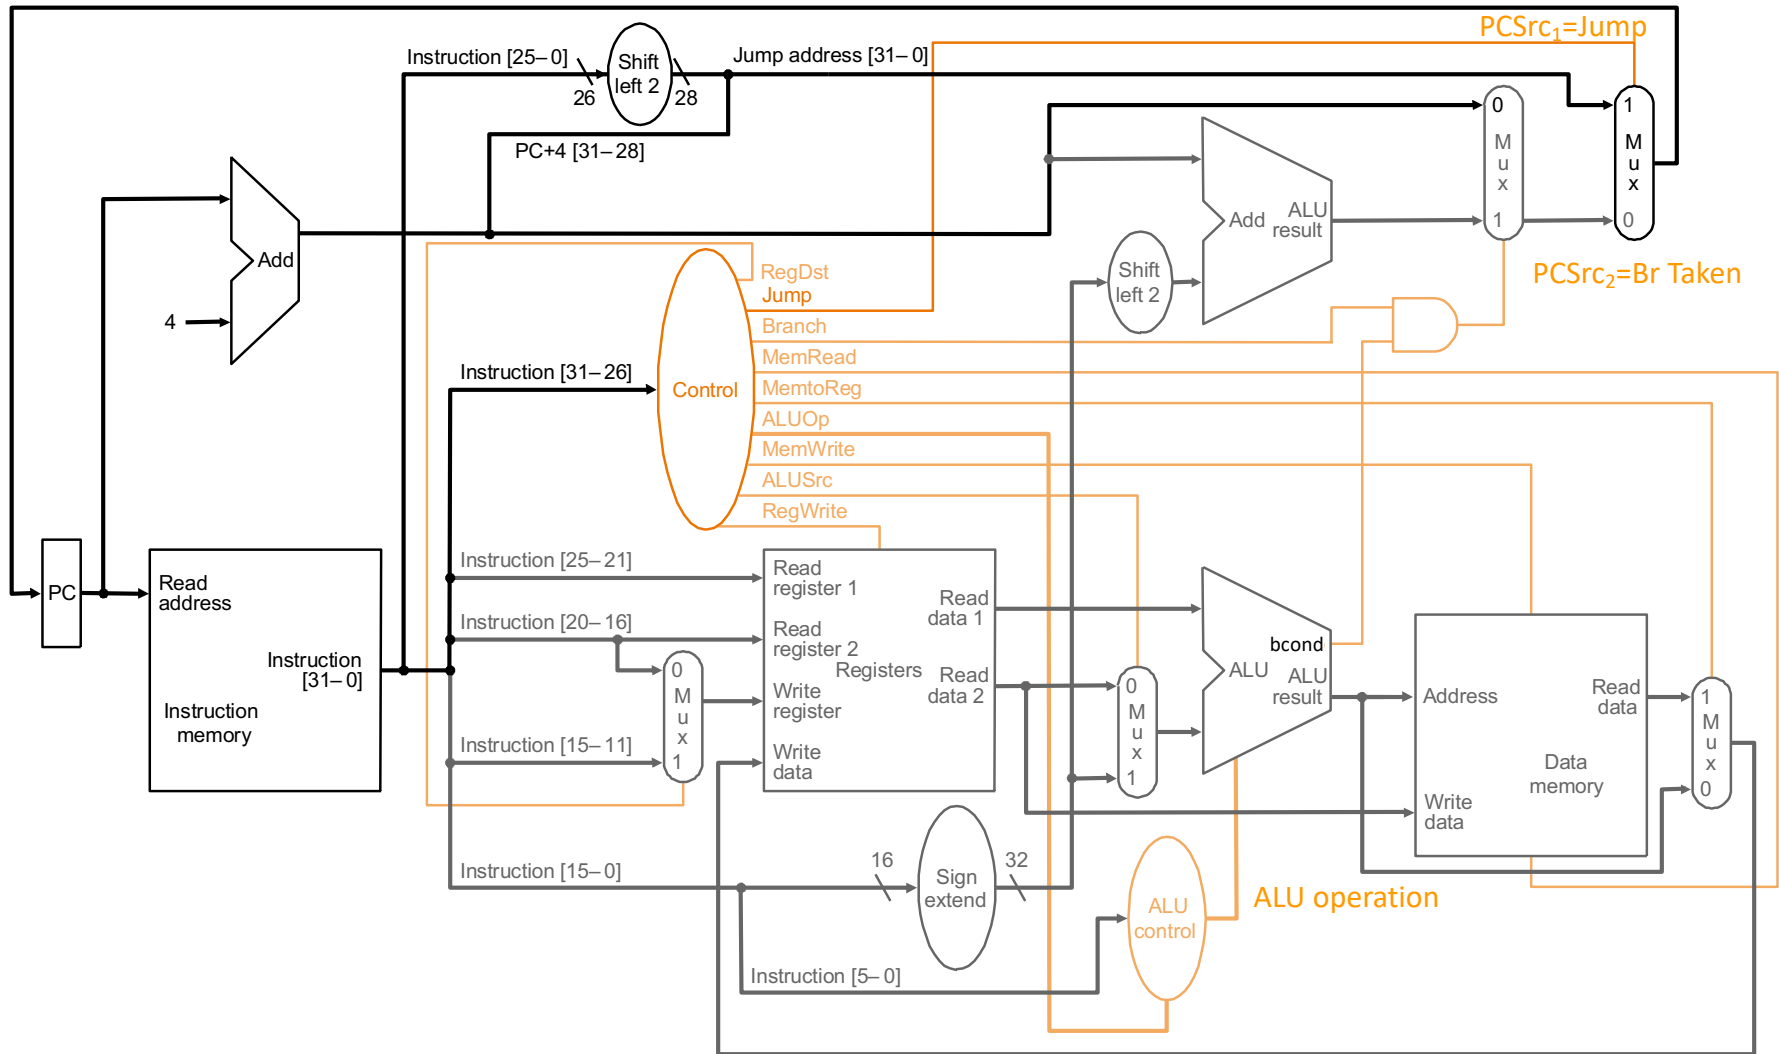 PCSrc1=Jump
Instruction [25–0]
Shift
left 2
Jump address [31–0]
26
28
PC+4 [31–28]
0
M
u
x
1
1
M
u
x
0
Add
ALU
result
Add
4
Shift
left 2
PCSrc2=Br Taken
RegDst
Jump
Branch
MemRead
MemtoReg
ALUOp
MemWrite
ALUSrc
RegWrite
Control
Instruction [31–26]
PC
Read
address
Instruction
[31–0]
Instruction
memory
Instruction [25–21]
Instruction [20–16]
Instruction [15–11]
Instruction [15–0]
0
M
u
x
1
Read
register 1
Read
register 2
Write
register
Write
data
Registers
Read
data 1
Read
data 2
0
M
u
x
1
bcond
ALU
ALU
result
Address
Read
data
Data
memory
Write
data
1
M
u
x
0
16
Sign
extend
32
ALU
control
ALU operation
Instruction [5–0]